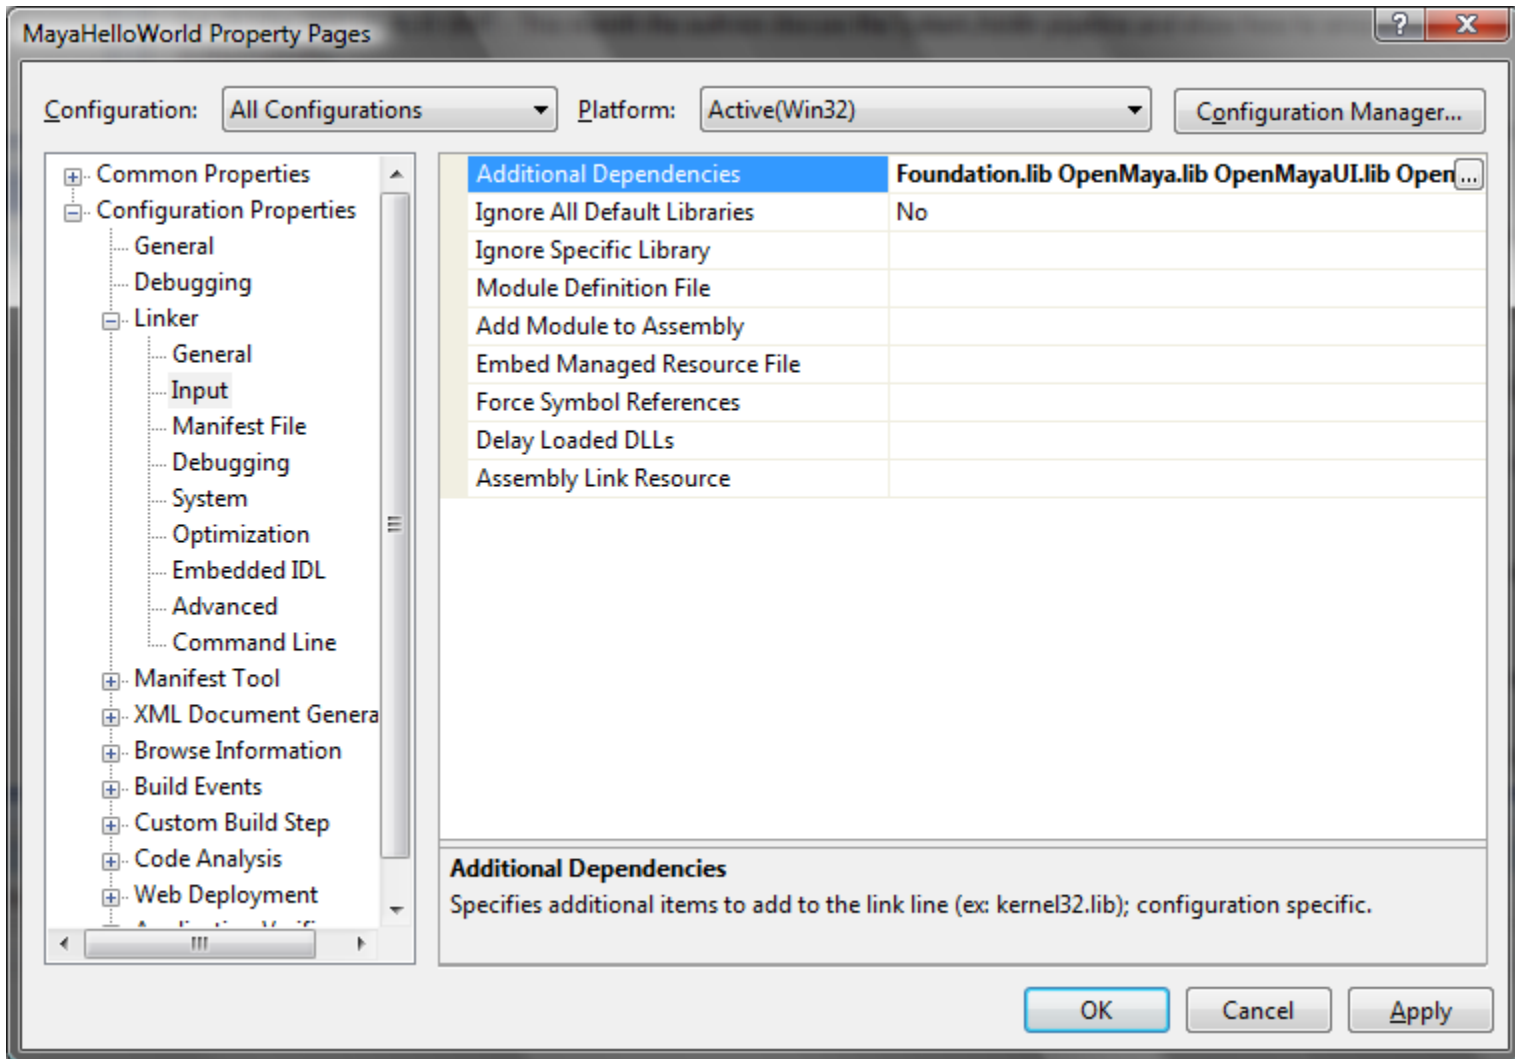 MayaHelloWorld Property Pages
Configuration: All Configurations Platform: Active(Win32) Configuration Manager...
Common Properties
Configuration Properties
General
Debugging
Linker
General
Input
Manifest File
Debugging
System
Optimization
Embedded IDL
Advanced
Command Line
Manifest Tool
XML Document Genera
Browse Information
Build Events
Custom Build Step
Code Analysis
Web Deployment
Additional Dependencies Foundation.lib OpenMaya.lib OpenMayaUI.lib Open...
Ignore All Default Libraries No
Ignore Specific Library
Module Definition File
Add Module to Assembly
Embed Managed Resource File
Force Symbol References
Delay Loaded DLLs
Assembly Link Resource
Additional Dependencies
Specifies additional items to add to the link line (ex: kernel32.lib); configuration specific.
OK Cancel Apply